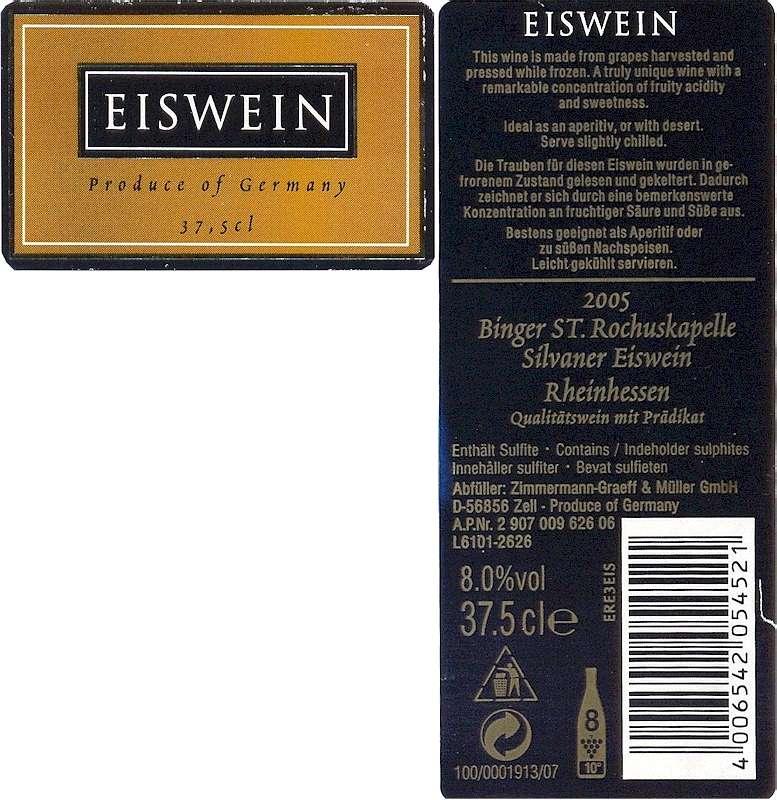 EISWEIN
Produce of Germany
37,5cl
EISWEIN
This wine is made from grapes harvested and
pressed while frozen. A truly unique wine with a
remarkable concentration of fruity acidity
and sweetness.
Ideal as an aperitiv, or with desert.
Serve slightly chilled.
Die Trauben für diesen Eiswein wurden in ge-
frorenem Zustand gelesen und gekeltert. Dadurch
zeichnet er sich durch eine bemerkenswerte
Konzentration an fruchtiger Säure und Süße aus.
Bestens geeignet als Aperitif oder
zu süßen Nachspeisen.
Leicht gekühlt servieren.
2005
Binger ST. Rochuskapelle
Silvaner Eiswein
Rheinhessen
Qualitätswein mit Prädikat
Enthält Sulfite · Contains / Indeholder sulphites
Innehåller sulfiter · Bevat sulfieten
Abfüller: Zimmermann-Graeff & Müller GmbH
D-56856 Zell - Produce of Germany
A.P.Nr. 2 907 009 626 06
L6101-2626
8.0%vol
37.5 cl e
ERE3EIS
4 006542 054521
8
10°
100/0001913/07